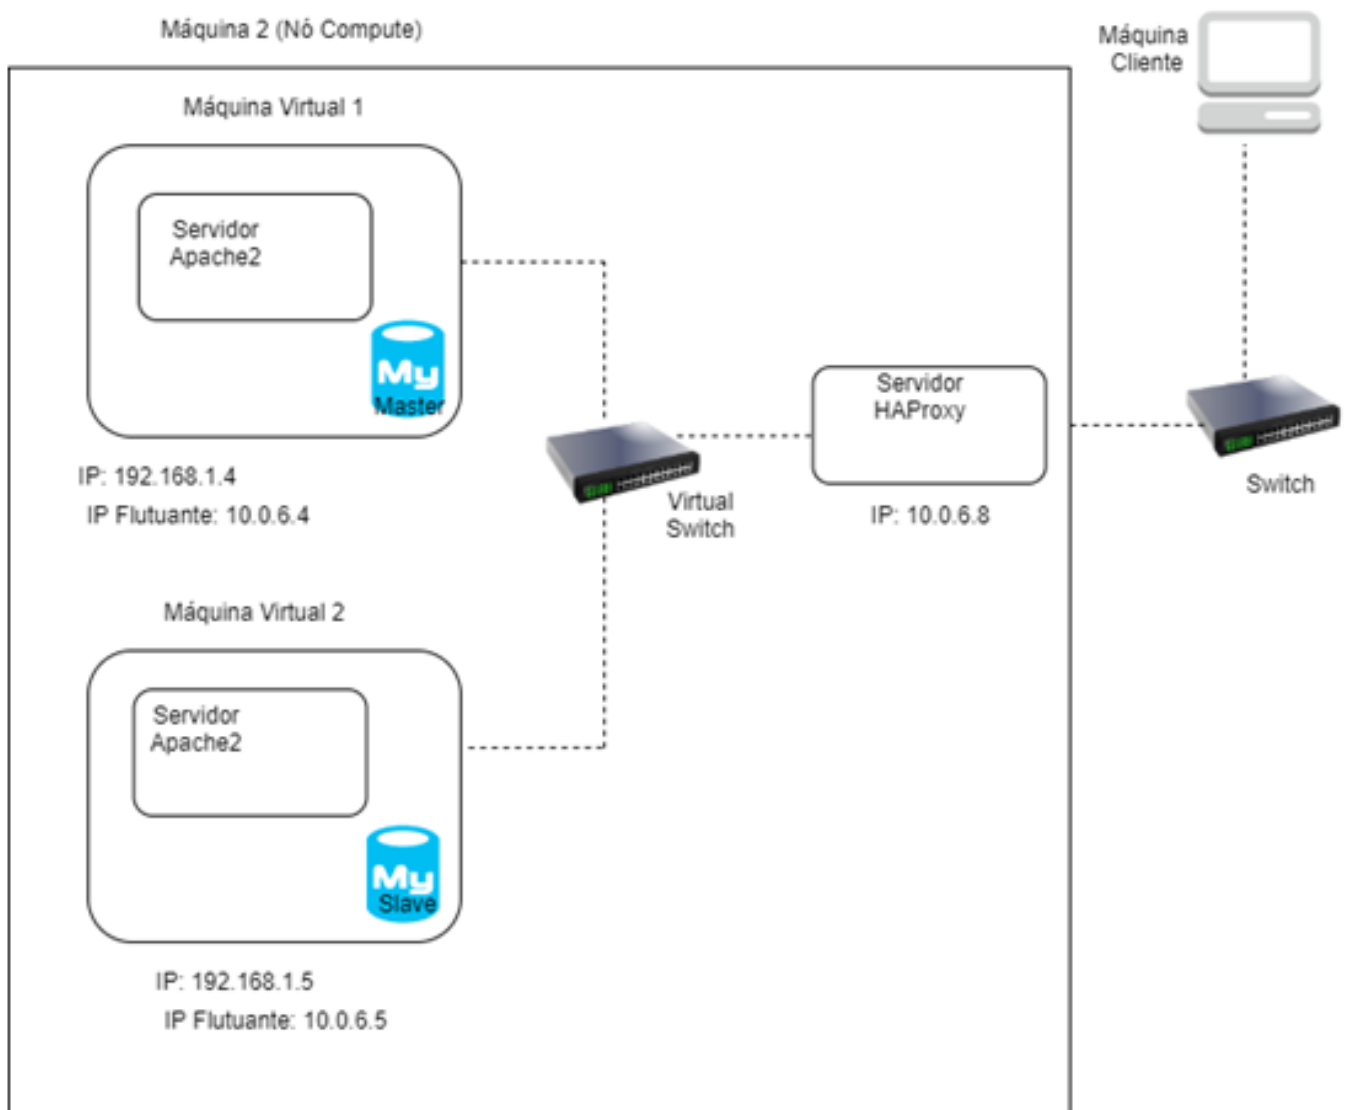 Máquina 2 (Nó Compute)
Máquina
Cliente
Máquina Virtual 1
Servidor
Apache2
My
Master
IP: 192.168.1.4
IP Flutuante: 10.0.6.4
Virtual
Switch
Servidor
HAProxy
IP: 10.0.6.8
Switch
Máquina Virtual 2
Servidor
Apache2
My
Slave
IP: 192.168.1.5
IP Flutuante: 10.0.6.5